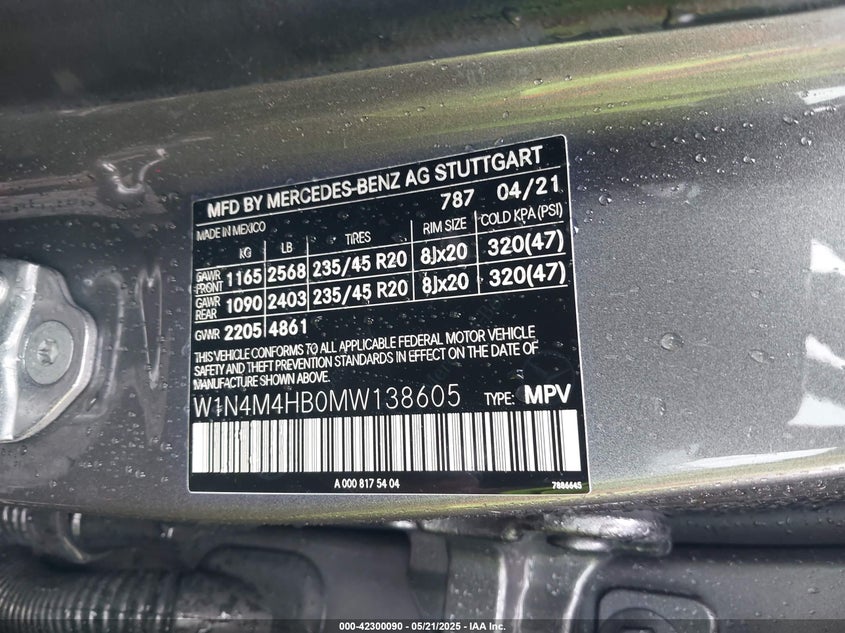 MFD BY MERCEDES-BENZ AG STUTTGART
787 04/21
MADE IN MEXICO
KG LB TIRES RIM SIZE COLD KPA(PSI)
GAWR FRONT 1165 2568 235/45 R20 8Jx20 320(47)
GAWR REAR 1090 2403 235/45 R20 8Jx20 320(47)
GVWR 2205 4861
THIS VEHICLE CONFORMS TO ALL APPLICABLE FEDERAL MOTOR VEHICLE
SAFETY AND THEFT PREVENTION STANDARDS IN EFFECT ON THE DATE OF
MANUFACTURE SHOWN ABOVE.
W1N4M4HB0MW138605 TYPE: MPV
A 000 817 54 04 7886645
000-42300090 - 05/21/2025 - IAA Inc.